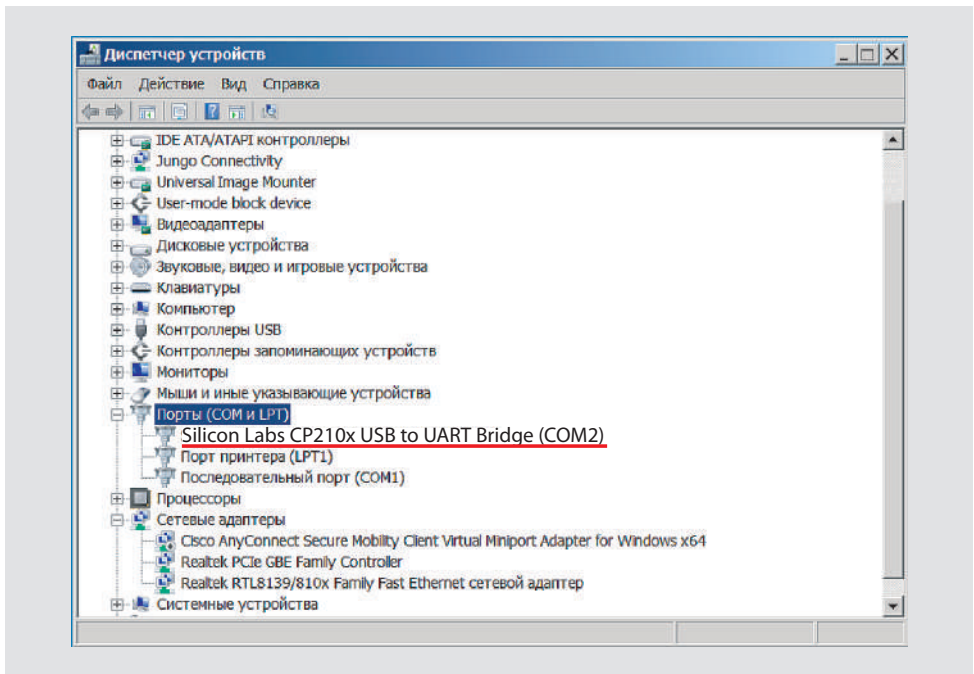 Диспетчер устройств
Файл Действие Вид Справка
IDE ATA/ATAPI контроллеры
Jungo Connectivity
Universal Image Mounter
User-mode block device
Видеоадаптеры
Дисковые устройства
Звуковые, видео и игровые устройства
Клавиатуры
Компьютер
Контроллеры USB
Контроллеры запоминающих устройств
Мониторы
Мыши и иные указывающие устройства
Порты (COM и LPT)
Silicon Labs CP210x USB to UART Bridge (COM2)
Порт принтера (LPT1)
Последовательный порт (COM1)
Процессоры
Сетевые адаптеры
Cisco AnyConnect Secure Mobility Client Virtual Miniport Adapter for Windows x64
Realtek PCIe GBE Family Controller
Realtek RTL8139/810x Family Fast Ethernet сетевой адаптер
Системные устройства